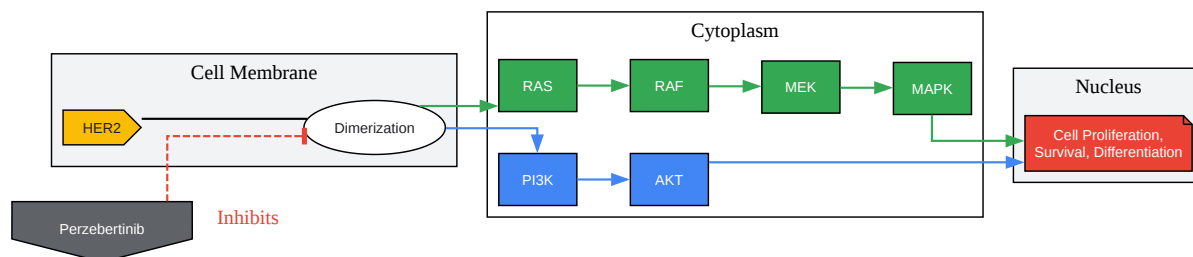 Cell Membrane
HER2
Dimerization
Perzebertinib
Inhibits
Cytoplasm
RAS
RAF
MEK
MAPK
PI3K
AKT
Nucleus
Cell Proliferation,
Survival, Differentiation